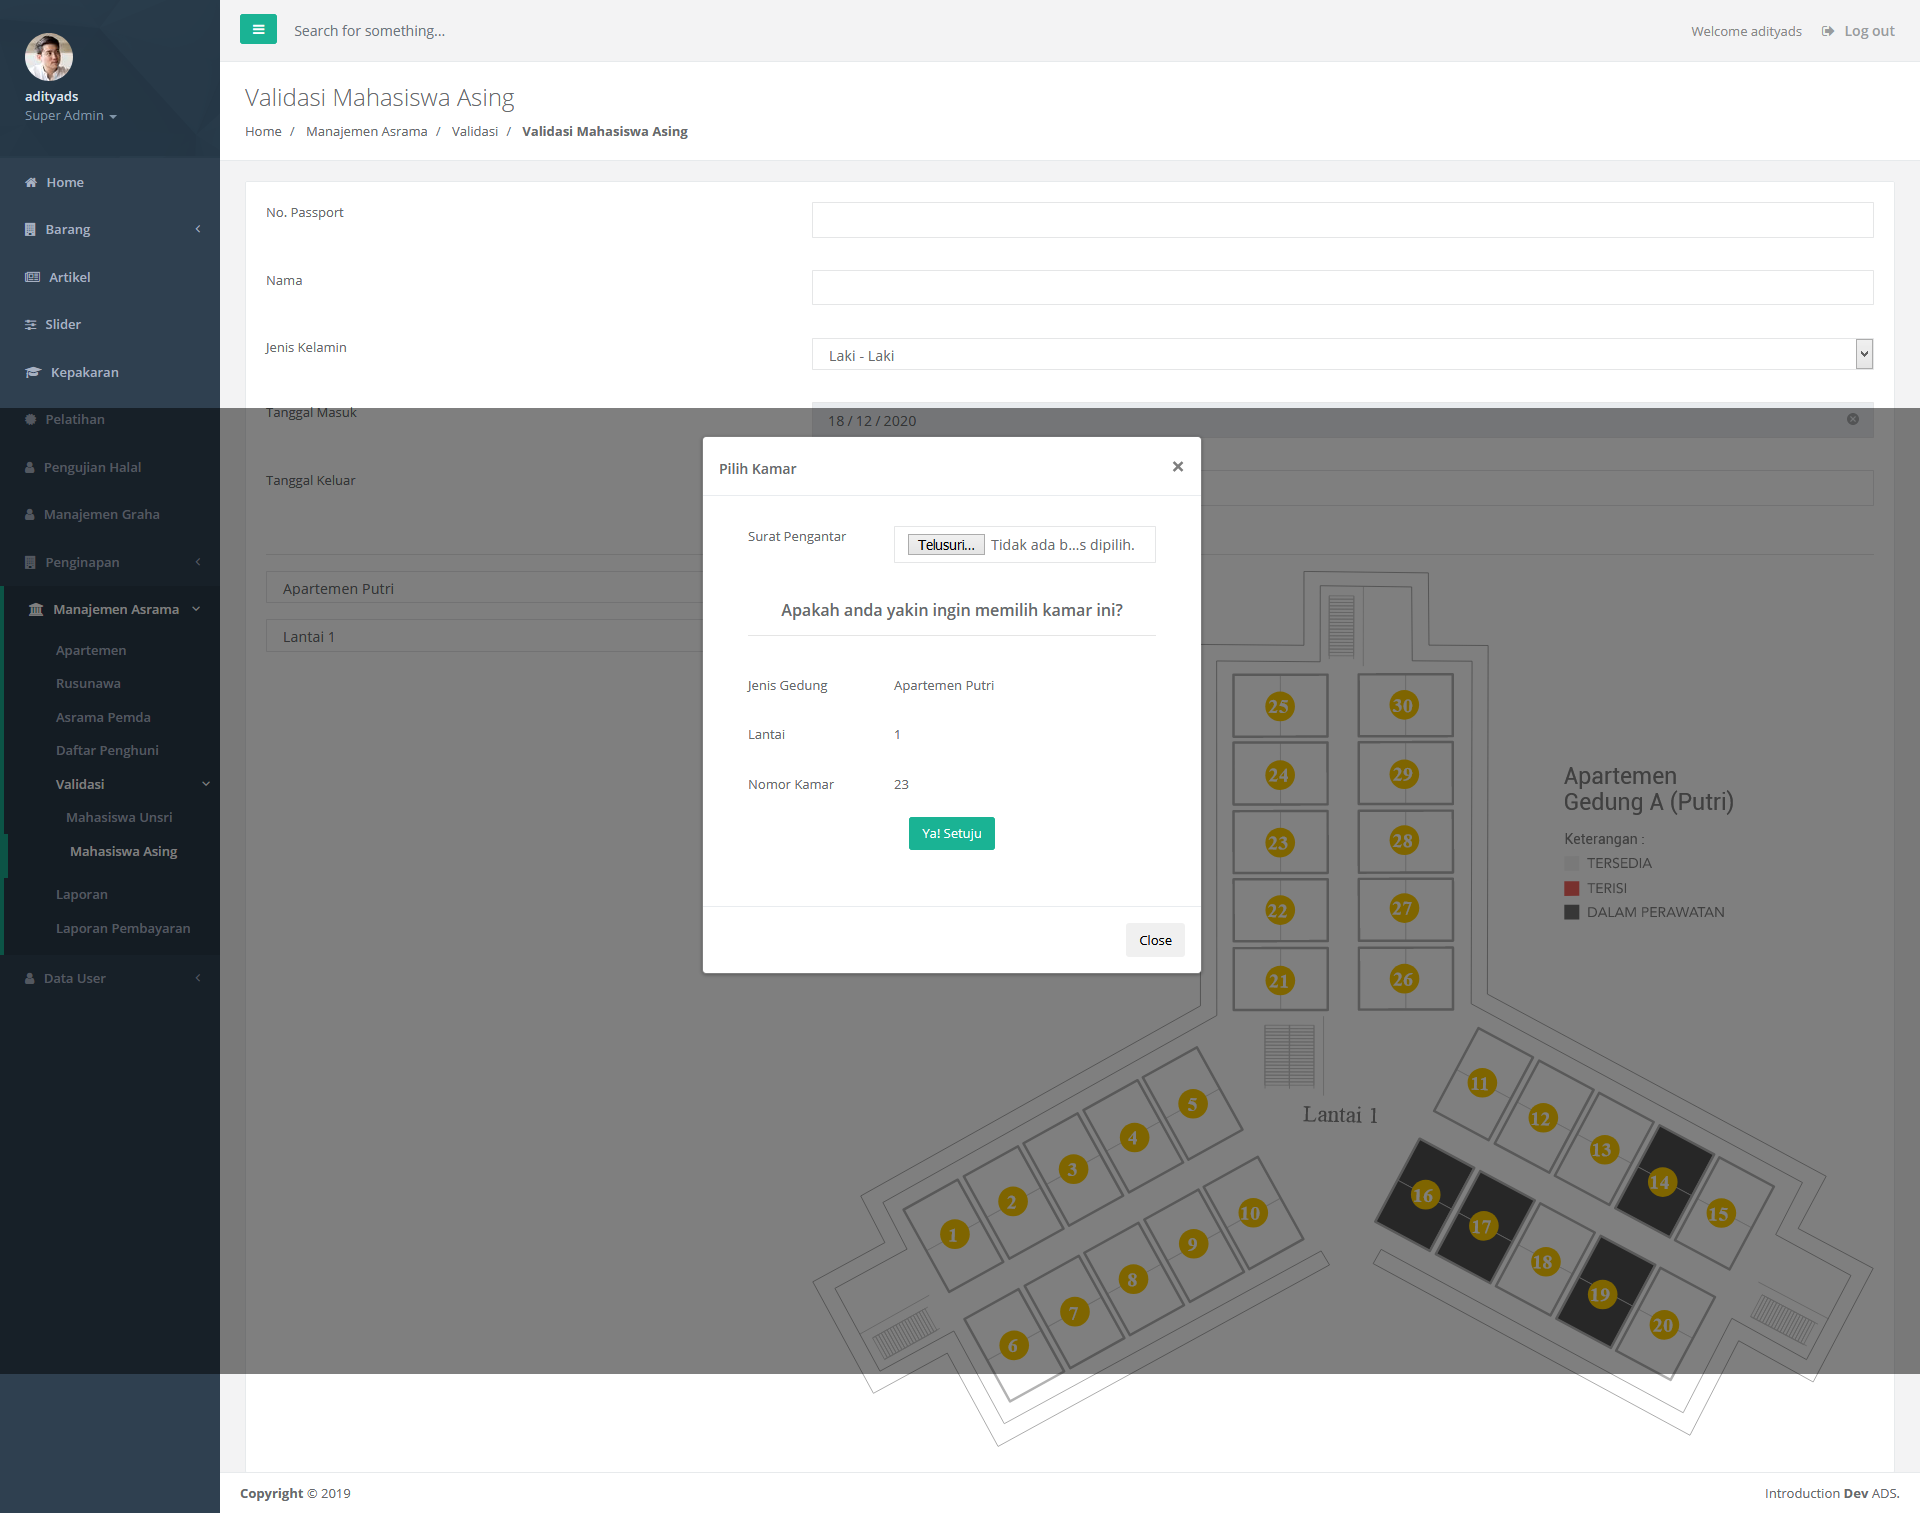 adityads
Super Admin
Home
Barang
Artikel
Slider
Kepakaran
Pelatihan
Pengujian Halal
Manajemen Graha
Penginapan
Manajemen Asrama
Apartemen
Rusunawa
Asrama Pemda
Daftar Penghuni
Validasi
Mahasiswa Unsri
Mahasiswa Asing
Laporan
Laporan Pembayaran
Data User
Search for something...
Welcome adityads
Log out
Validasi Mahasiswa Asing
Home / Manajemen Asrama / Validasi / Validasi Mahasiswa Asing
No. Passport
Nama
Jenis Kelamin
Laki - Laki
Tanggal Masuk
18 / 12 / 2020
Tanggal Keluar
Apartemen Putri
Lantai 1
Pilih Kamar
×
Surat Pengantar
Telusuri...
Tidak ada b...s dipilih.
Apakah anda yakin ingin memilih kamar ini?
Jenis Gedung
Apartemen Putri
Lantai
1
Nomor Kamar
23
Ya! Setuju
Close
25
30
24
29
23
28
22
27
21
26
Apartemen
Gedung A (Putri)
Keterangan :
TERSEDIA
TERISI
DALAM PERAWATAN
Lantai 1
1
2
3
4
5
6
7
8
9
10
11
12
13
14
15
16
17
18
19
20
Copyright © 2019
Introduction Dev ADS.